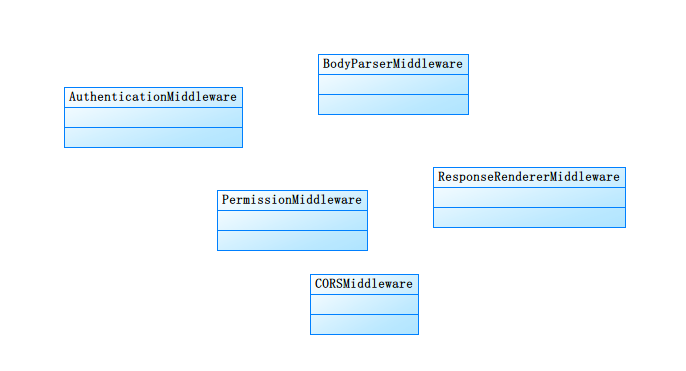 BodyParserMiddleware
AuthenticationMiddleware
ResponseRendererMiddleware
PermissionMiddleware
CORSMiddleware